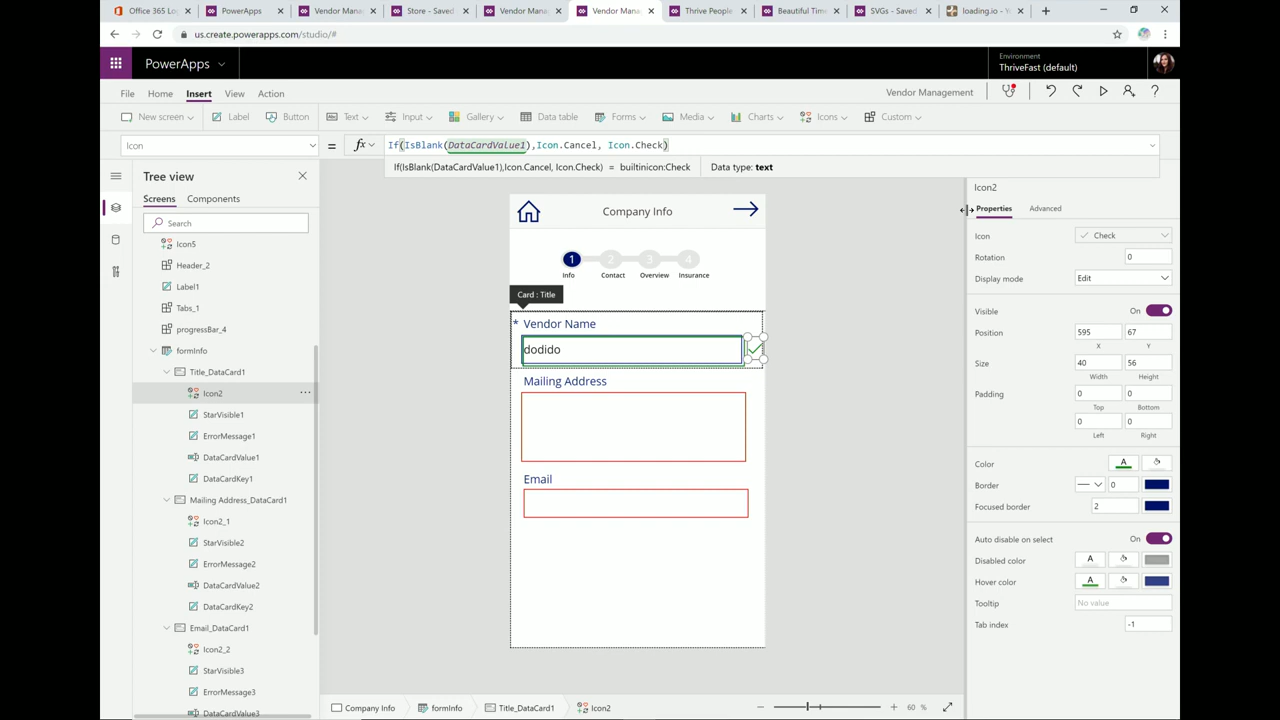 Office 365 Lo
PowerApps
Vendor Mana
Store - Saved
Vendor Mana
Vendor Mana
Thrive People
Beautiful Time
SVGs - Saved
loading.io - Y
us.create.powerapps.com/studio/#
PowerApps
Environment
ThriveFast (default)
File Home Insert View Action
Vendor Management
New screen Label Button Text Input Gallery Data table Forms Media Charts Icons Custom
Icon = fx If(IsBlank(DataCardValue1),Icon.Cancel, Icon.Check)
If(IsBlank(DataCardValue1),Icon.Cancel, Icon.Check) = builtinicon:Check Data type: text
Tree view
Screens Components
Search
Icon5
Header_2
Label1
Tabs_1
progressBar_4
formInfo
Title_DataCard1
Icon2
StarVisible1
ErrorMessage1
DataCardValue1
DataCardKey1
Mailing Address_DataCard1
Icon2_1
StarVisible2
ErrorMessage2
DataCardValue2
DataCardKey2
Email_DataCard1
Icon2_2
StarVisible3
ErrorMessage3
DataCardValue3
Company Info
1 2 3 4
Info Contact Overview Insurance
Card : Title
* Vendor Name
dodido
Mailing Address
Email
Icon2
Properties Advanced
Icon Check
Rotation 0
Display mode Edit
Visible On
Position 595 67
X Y
Size 40 56
Width Height
Padding 0 0
Top Bottom
0 0
Left Right
Color A
Border 0
Focused border 2
Auto disable on select On
Disabled color A
Hover color A
Tooltip No value
Tab index -1
Company Info formInfo Title_DataCard1 Icon2
60 %